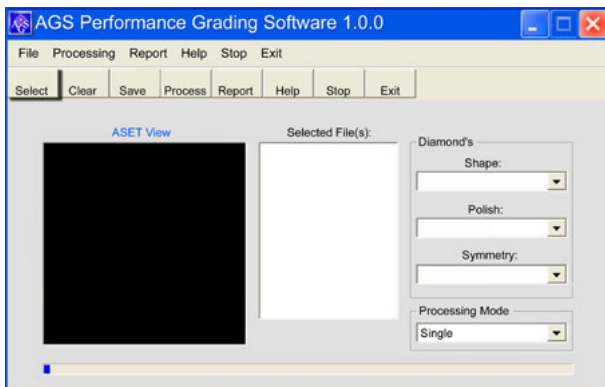 AGS Performance Grading Software 1.0.0
File Processing Report Help Stop Exit
Select Clear Save Process Report Help Stop Exit
ASET View
Selected File(s):
Diamond's
Shape:
Polish:
Symmetry:
Processing Mode
Single